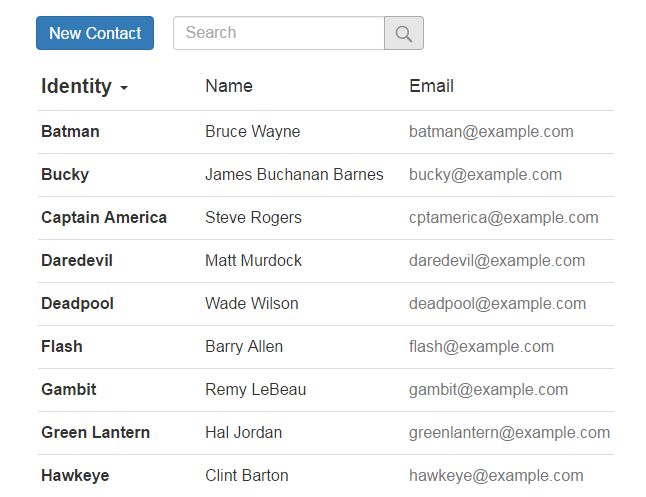 New Contact Search
Identity Name Email
Batman Bruce Wayne batman@example.com
Bucky James Buchanan Barnes bucky@example.com
Captain America Steve Rogers cptamerica@example.com
Daredevil Matt Murdock daredevil@example.com
Deadpool Wade Wilson deadpool@example.com
Flash Barry Allen flash@example.com
Gambit Remy LeBeau gambit@example.com
Green Lantern Hal Jordan greenlantern@example.com
Hawkeye Clint Barton hawkeye@example.com